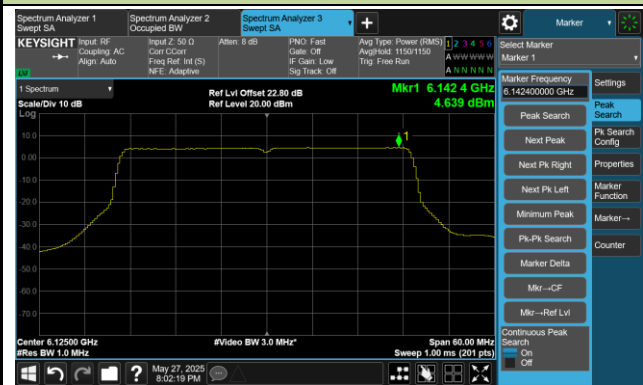 Spectrum Analyzer 1
Swept SA
Spectrum Analyzer 2
Occupied BW
Spectrum Analyzer 3
Swept SA
Marker
KEYSIGHT
Input: RF
Coupling: AC
Align: Auto
Input Z: 50 Ω
Corr CCorr
Freq Ref: Int (S)
NFE: Adaptive
Atten: 8 dB
PNO: Fast
Gate: Off
IF Gain: Low
Sig Track: Off
Avg Type: Power (RMS)
Avg|Hold: 1150/1150
Trig: Free Run
1 2 3 4 5 6
A W W W W W
A N N N N N
LXI
Select Marker
Marker 1
1 Spectrum
Scale/Div 10 dB
Log
Ref Lvl Offset 22.80 dB
Ref Level 20.00 dBm
Mkr1 6.142 4 GHz
4.639 dBm
10.0
0.00
-10.0
-20.0
-30.0
-40.0
-50.0
-60.0
-70.0
1
Center 6.12500 GHz
#Res BW 1.0 MHz
#Video BW 3.0 MHz*
Span 60.00 MHz
Sweep 1.00 ms (201 pts)
Marker Frequency
6.142400000 GHz
Peak Search
Next Peak
Next Pk Right
Next Pk Left
Minimum Peak
Pk-Pk Search
Marker Delta
Mkr→CF
Mkr→Ref Lvl
Continuous Peak
Search
On
Off
Settings
Peak
Search
Pk Search
Config
Properties
Marker
Function
Marker→
Counter
May 27, 2025
8:02:19 PM